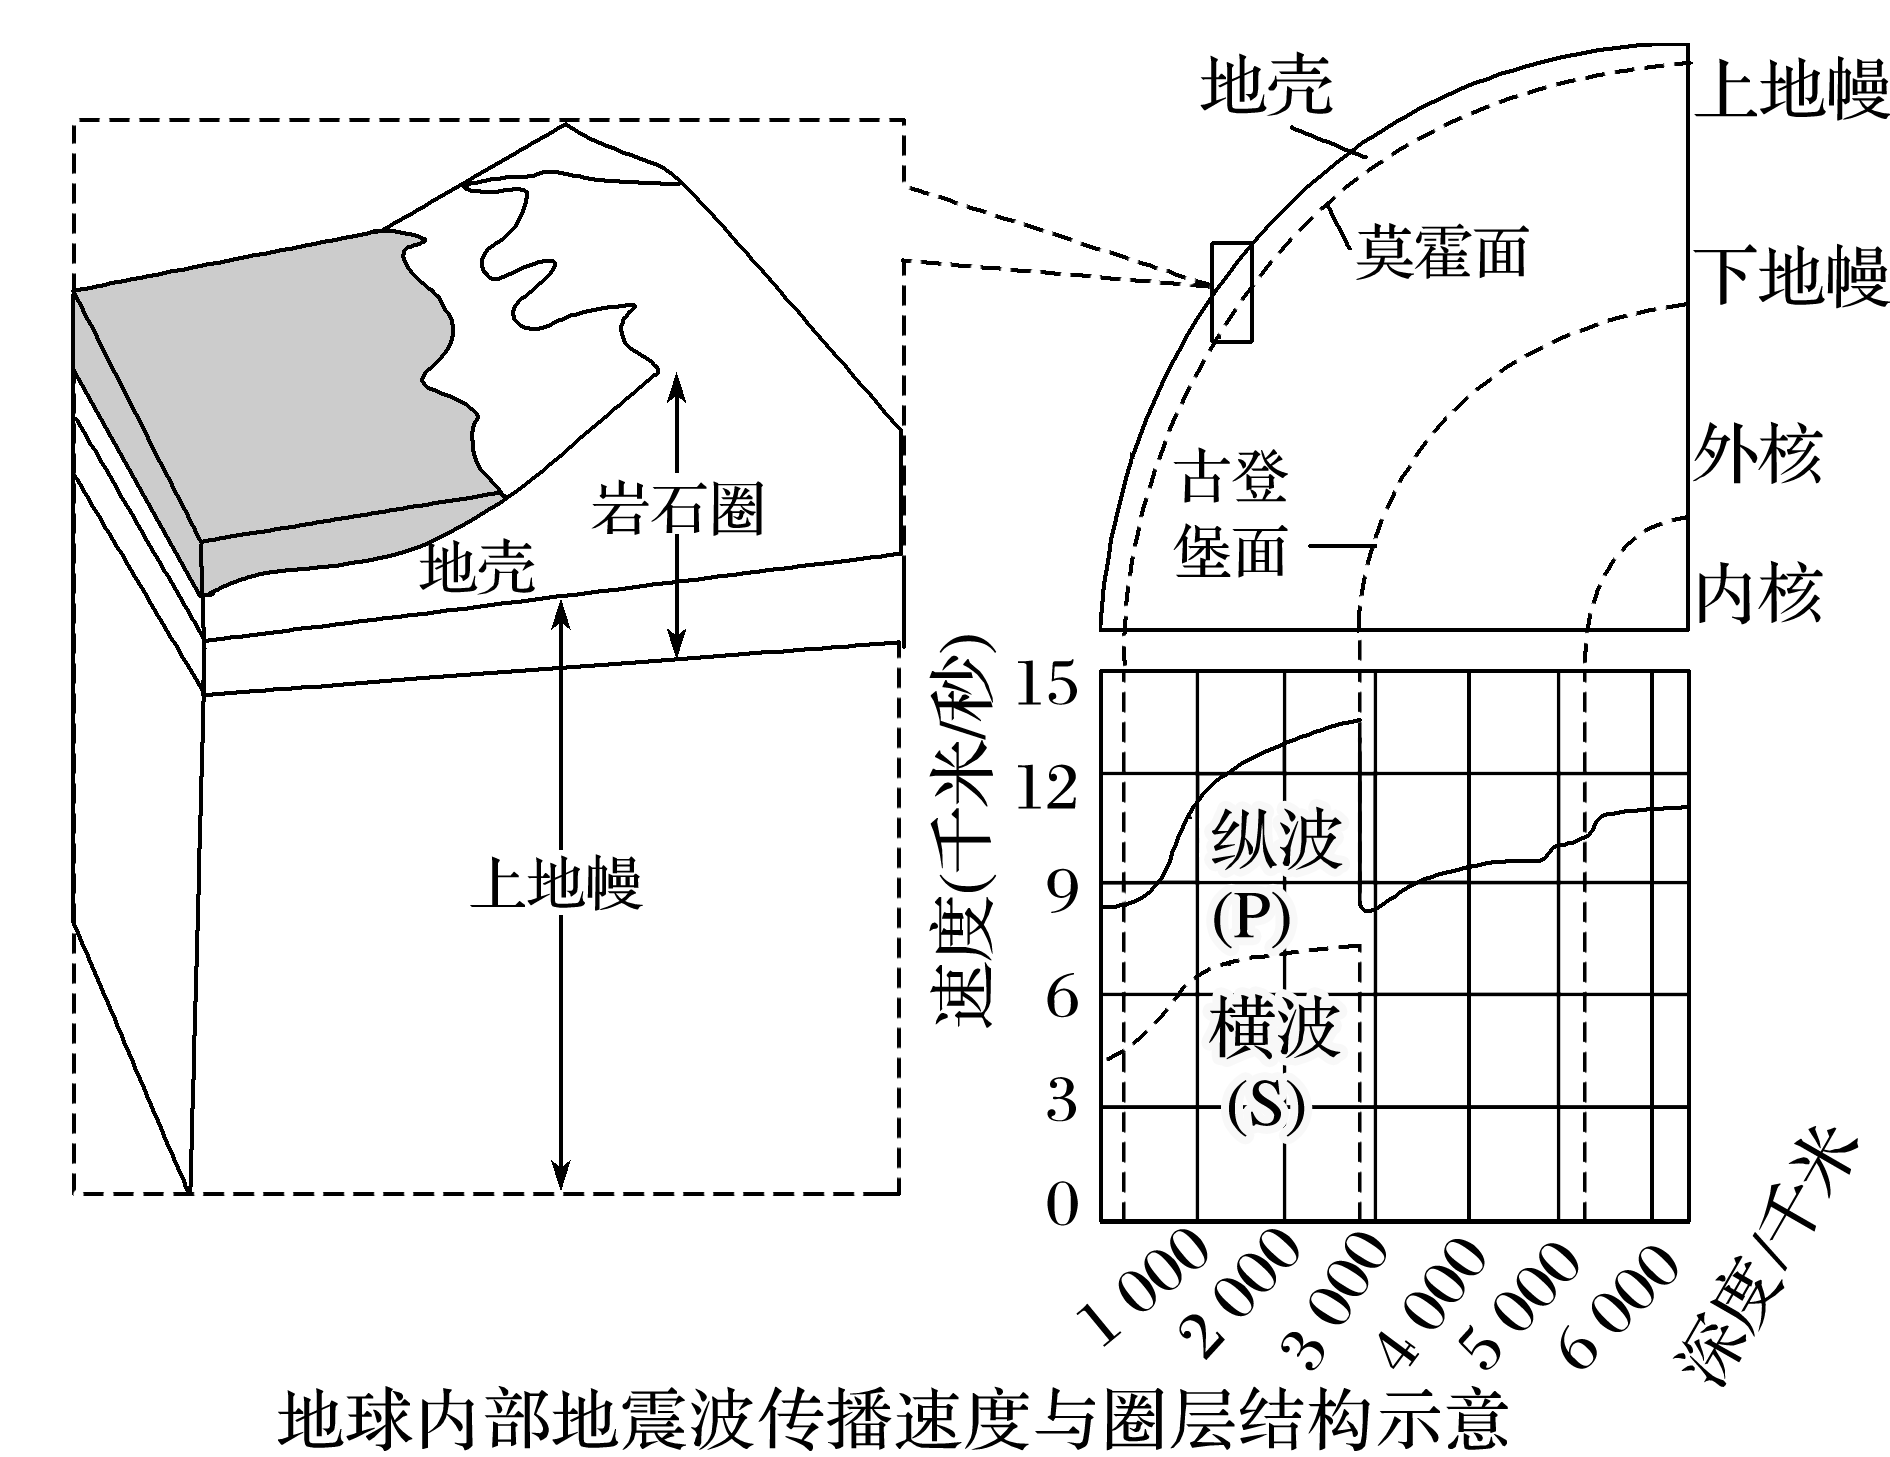 地壳
上地幔
莫霍面
下地幔
古登
堡面
外核
内核
岩石圈
地壳
上地幔
速度(千米/秒)
15
12
9
6
3
0
纵波
(P)
横波
(S)
1 000
2 000
3 000
4 000
5 000
6 000
深度/千米
地球内部地震波传播速度与圈层结构示意